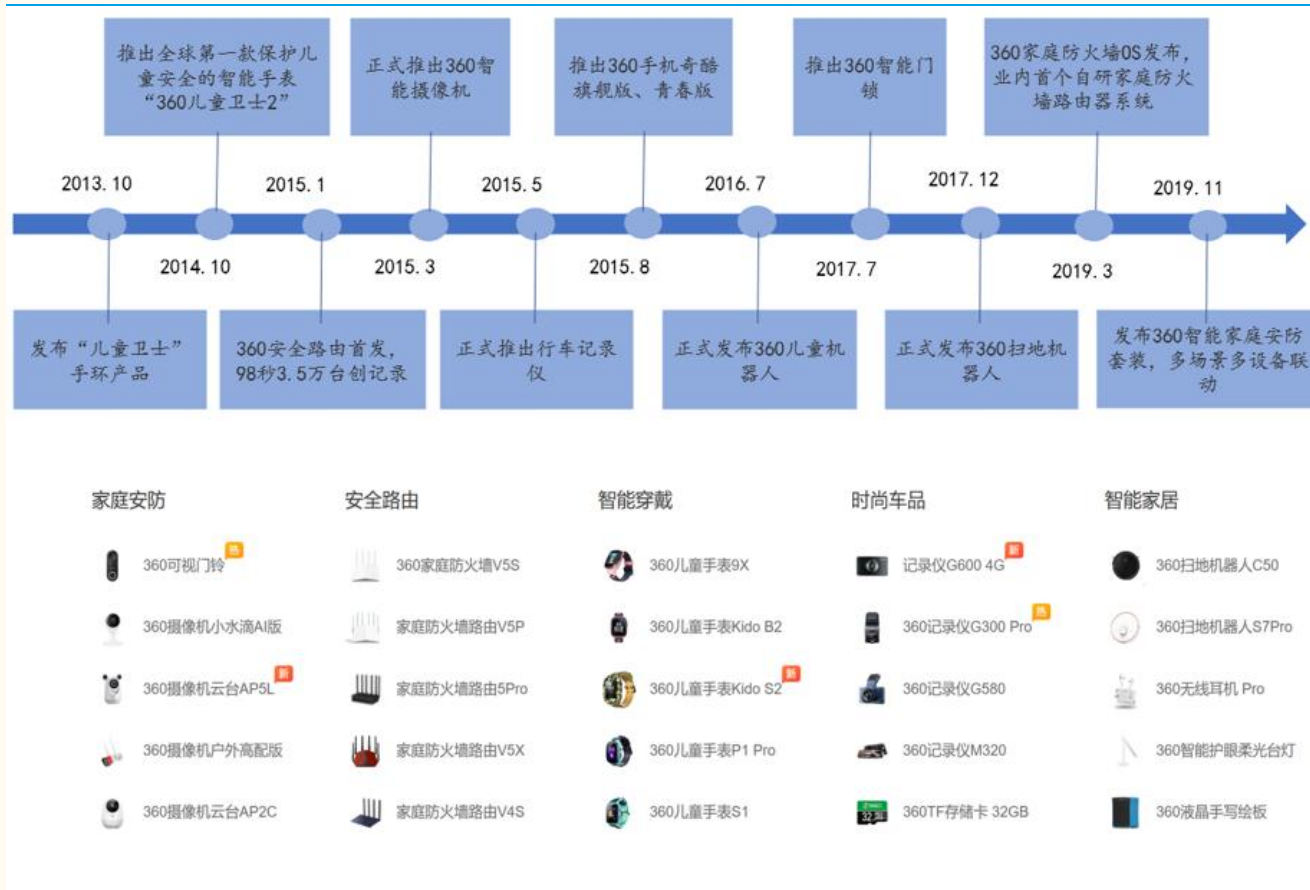 推出全球第一款保护儿
童安全的智能手表
“360儿童卫士2”
正式推出360智
能摄像机
推出360手机奇酷
旗舰版、青春版
推出360智能门
锁
360家庭防火墙OS发布，
业内首个自研家庭防火
墙路由器系统
2013.10
2015.1
2015.5
2016.7
2017.12
2019.11
2014.10
2015.3
2015.8
2017.7
2019.3
发布“儿童卫士”
手环产品
360安全路由首发，
98秒3.5万台创记录
正式推出行车记录
仪
正式发布360儿童机
器人
正式发布360扫地机
器人
发布360智能家庭安防
套装，多场景多设备联
动
家庭安防
360可视门铃
热
360摄像机小水滴AI版
360摄像机云台AP5L
新
360摄像机户外高配版
360摄像机云台AP2C
安全路由
360家庭防火墙V5S
家庭防火墙路由V5P
家庭防火墙路由5Pro
家庭防火墙路由V5X
家庭防火墙路由V4S
智能穿戴
360儿童手表9X
360儿童手表Kido B2
360儿童手表Kido S2
新
360儿童手表P1 Pro
360儿童手表S1
时尚车品
记录仪G600 4G
新
360记录仪G300 Pro
热
360记录仪G580
360记录仪M320
32
360TF存储卡 32GB
智能家居
360扫地机器人C50
360扫地机器人S7Pro
360无线耳机 Pro
360智能护眼柔光台灯
360液晶手写绘板